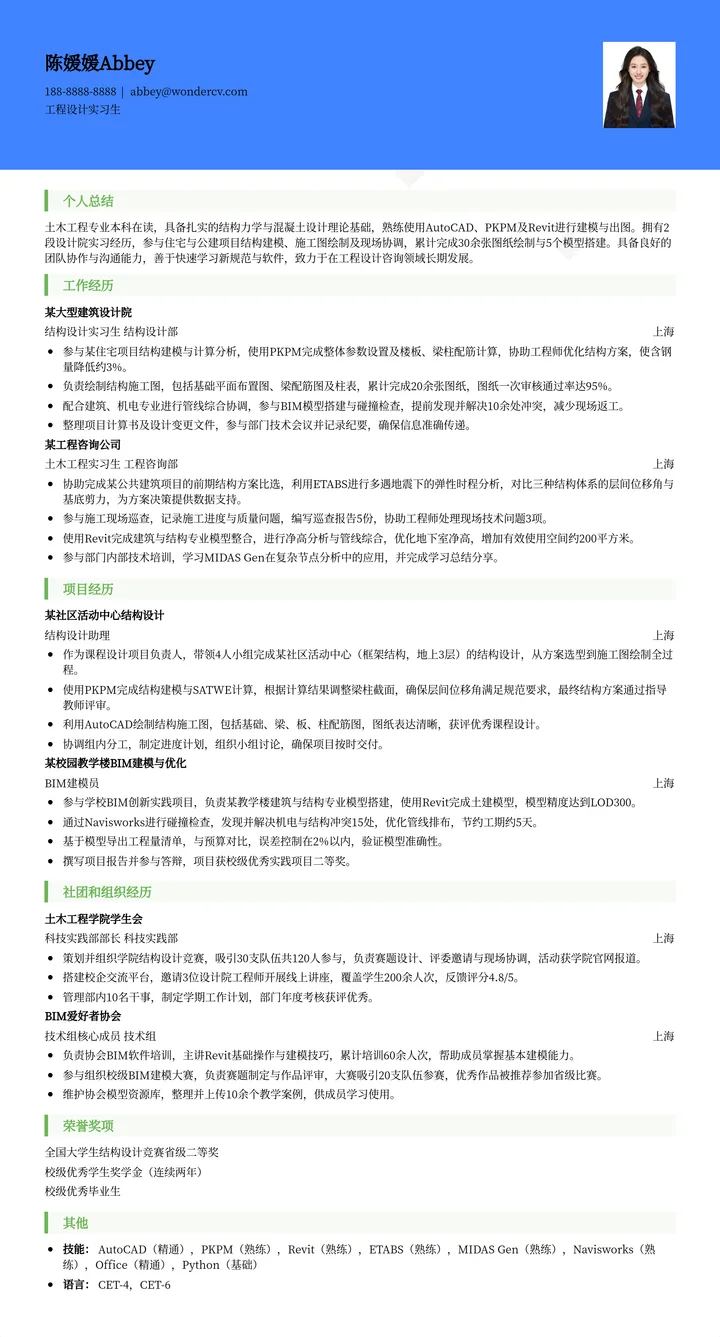 陈媛媛Abbey
188-8888-8888 | abbey@wondercv.com
工程设计实习生
个人总结
土木工程专业本科在读，具备扎实的结构力学与混凝土设计理论基础，熟练使用AutoCAD、PKPM及Revit进行建模与出图。拥有2
段设计院实习经历，参与住宅与公建项目结构建模、施工图绘制及现场协调，累计完成30余张图纸绘制与5个模型搭建。具备良好的
团队协作与沟通能力，善于快速学习新规范与软件，致力于在工程设计咨询领域长期发展。
工作经历
某大型建筑设计院
结构设计实习生 结构设计部 上海
• 参与某住宅项目结构建模与计算分析，使用PKPM完成整体参数设置及楼板、梁柱配筋计算，协助工程师优化结构方案，使含钢
量降低约3%。
• 负责绘制结构施工图，包括基础平面布置图、梁配筋图及柱表，累计完成20余张图纸，图纸一次审核通过率达95%。
• 配合建筑、机电专业进行管线综合协调，参与BIM模型搭建与碰撞检查，提前发现并解决10余处冲突，减少现场返工。
• 整理项目计算书及设计变更文件，参与部门技术会议并记录纪要，确保信息准确传递。
某工程咨询公司
土木工程实习生 工程咨询部 上海
• 协助完成某公共建筑项目的前期结构方案比选，利用ETABS进行多遇地震下的弹性时程分析，对比三种结构体系的层间位移角与
基底剪力，为方案决策提供数据支持。
• 参与施工现场巡查，记录施工进度与质量问题，编写巡查报告5份，协助工程师处理现场技术问题3项。
• 使用Revit完成建筑与结构专业模型整合，进行净高分析与管线综合，优化地下室净高，增加有效使用空间约200平方米。
• 参与部门内部技术培训，学习MIDAS Gen在复杂节点分析中的应用，并完成学习总结分享。
项目经历
某社区活动中心结构设计
结构设计助理 上海
• 作为课程设计项目负责人，带领4人小组完成某社区活动中心（框架结构，地上3层）的结构设计，从方案选型到施工图绘制全过
程。
• 使用PKPM完成结构建模与SATWE计算，根据计算结果调整梁柱截面，确保层间位移角满足规范要求，最终结构方案通过指导
教师评审。
• 利用AutoCAD绘制结构施工图，包括基础、梁、板、柱配筋图，图纸表达清晰，获评优秀课程设计。
• 协调组内分工，制定进度计划，组织小组讨论，确保项目按时交付。
某校园教学楼BIM建模与优化
BIM建模员 上海
• 参与学校BIM创新实践项目，负责某教学楼建筑与结构专业模型搭建，使用Revit完成土建模型，模型精度达到LOD300。
• 通过Navisworks进行碰撞检查，发现并解决机电与结构冲突15处，优化管线排布，节约工期约5天。
• 基于模型导出工程量清单，与预算对比，误差控制在2%以内，验证模型准确性。
• 撰写项目报告并参与答辩，项目获校级优秀实践项目二等奖。
社团和组织经历
土木工程学院学生会
科技实践部部长 科技实践部 上海
• 策划并组织学院结构设计竞赛，吸引30支队伍共120人参与，负责赛题设计、评委邀请与现场协调，活动获学院官网报道。
• 搭建校企交流平台，邀请3位设计院工程师开展线上讲座，覆盖学生200余人次，反馈评分4.8/5。
• 管理部内10名干事，制定学期工作计划，部门年度考核获评优秀。
BIM爱好者协会
技术组核心成员 技术组 上海
• 负责协会BIM软件培训，主讲Revit基础操作与建模技巧，累计培训60余人次，帮助成员掌握基本建模能力。
• 参与组织校级BIM建模大赛，负责赛题制定与作品评审，大赛吸引20支队伍参赛，优秀作品被推荐参加省级比赛。
• 维护协会模型资源库，整理并上传10余个教学案例，供成员学习使用。
荣誉奖项
全国大学生结构设计竞赛省级二等奖
校级优秀学生奖学金（连续两年）
校级优秀毕业生
其他
• 技能： AutoCAD（精通）, PKPM（熟练）, Revit（熟练）, ETABS（熟练）, MIDAS Gen（熟练）, Navisworks（熟
练）, Office（精通）, Python（基础）
• 语言： CET-4，CET-6